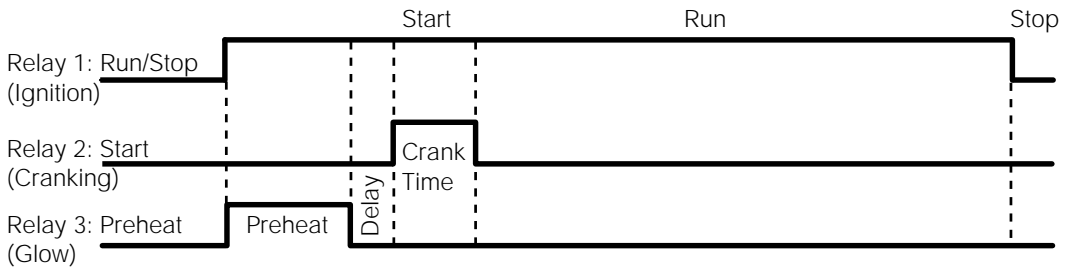 Start
Run
Stop
Relay 1: Run/Stop
(Ignition)
Relay 2: Start
(Cranking)
Crank
Time
Delay
Relay 3: Preheat
(Glow)
Preheat